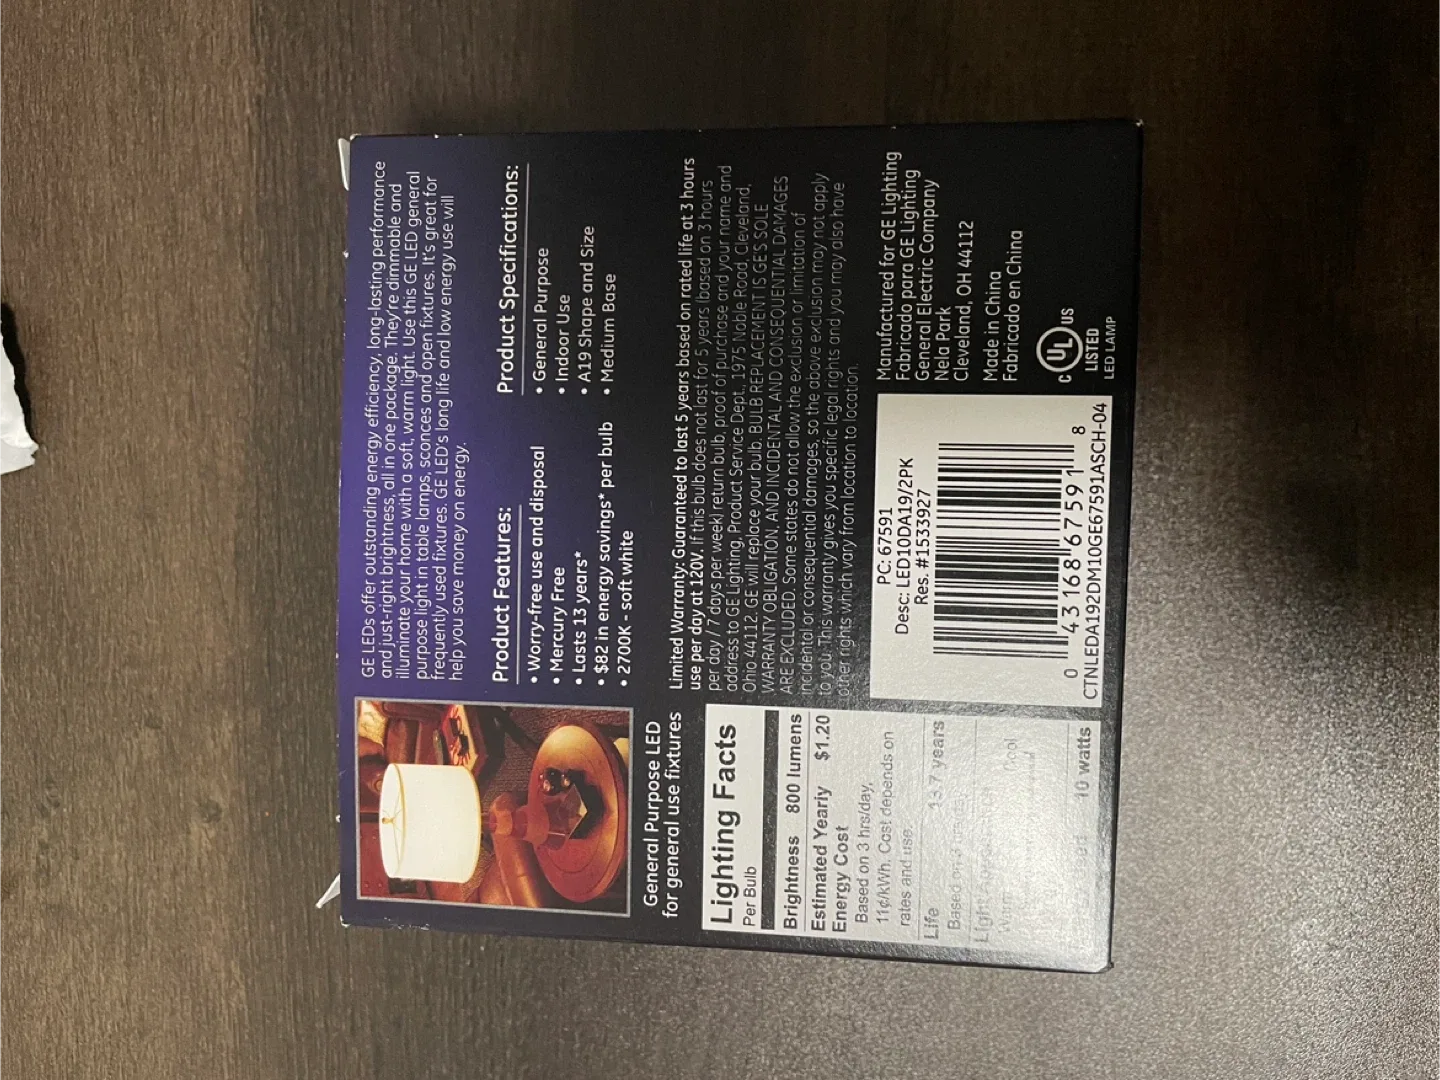 GE LEDs offer outstanding energy efficiency, long-lasting performance
and just-right brightness, all in one package. They're dimmable and
illuminate your home with a soft, warm light. Use this GE LED general
purpose light in table lamps, sconces and open fixtures. It's great for
frequently used fixtures. GE LED's long life and low energy use will
help you save money on energy.
Product Features:
• Worry-free use and disposal
• Mercury Free
• Lasts 13 years*
• $82 in energy savings* per bulb
• 2700K - soft white
Product Specifications:
• General Purpose
• Indoor Use
• A19 Shape and Size
• Medium Base
General Purpose LED
for general use fixtures
Limited Warranty: Guaranteed to last 5 years based on rated life at 3 hours
use per day at 120V. If this bulb does not last for 5 years (based on 3 hours
per day / 7 days per week) return bulb, proof of purchase and your name and
address to GE Lighting, Product Service Dept., 1975 Noble Road, Cleveland,
Ohio 44112. GE will replace your bulb. BULB REPLACEMENT IS GE'S SOLE
WARRANTY OBLIGATION, AND INCIDENTAL AND CONSEQUENTIAL DAMAGES
ARE EXCLUDED. Some states do not allow the exclusion or limitation of
incidental or consequential damages, so the above exclusion may not apply
to you. This warranty gives you specific legal rights and you may also have
other rights which vary from location to location.
Lighting Facts
Per Bulb
Brightness 800 lumens
Estimated Yearly $1.20
Energy Cost
Based on 3 hrs/day,
11¢/kWh. Cost depends on
rates and use.
Life 13.7 years
Based on 3
Light
Cool
10 watts
PC: 67591
Desc: LED10DA19/2PK
Res. #1533927
0 43168 67591 8
CTNLEDA192DM10GE67591ASCH-04
Manufactured for GE Lighting
Fabricado para GE Lighting
General Electric Company
Nela Park
Cleveland, OH 44112
Made in China
Fabricado en China
C UL US
LISTED
LED LAMP